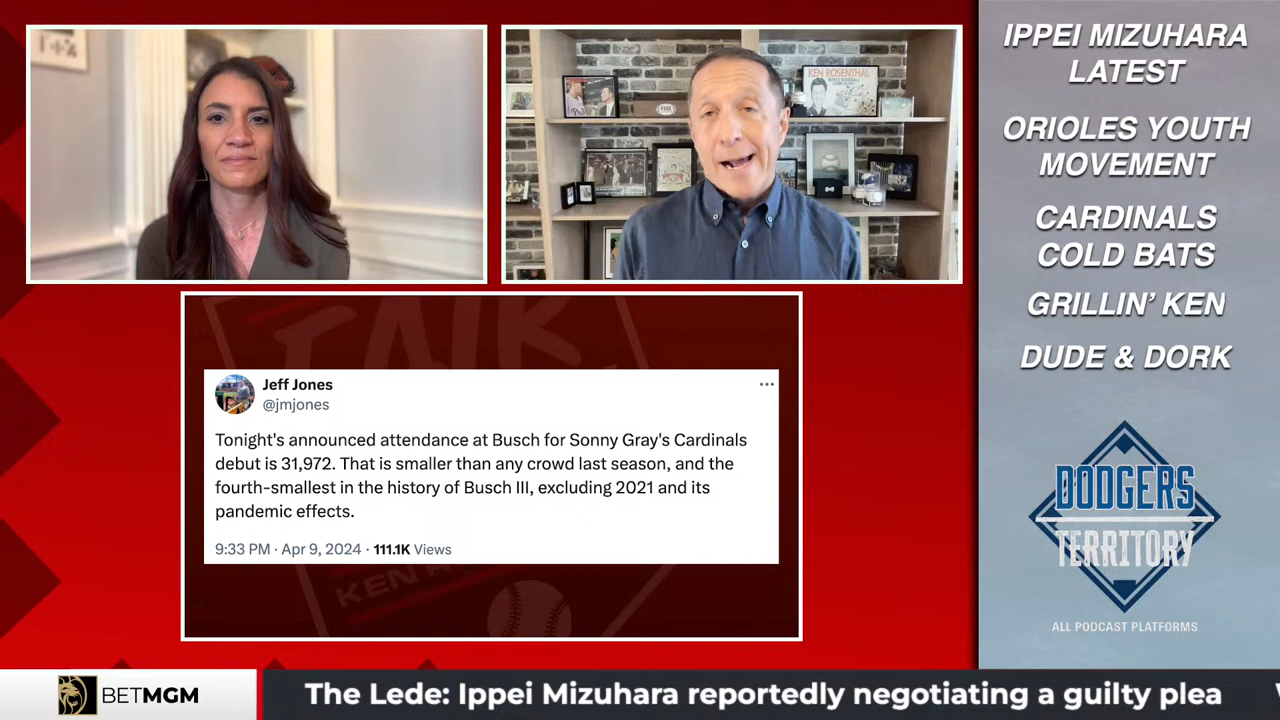 KEN ROSENTHAL
FOX
Jeff Jones
@jmjones
Tonight's announced attendance at Busch for Sonny Gray's Cardinals
debut is 31,972. That is smaller than any crowd last season, and the
fourth-smallest in the history of Busch III, excluding 2021 and its
pandemic effects.
9:33 PM · Apr 9, 2024 · 111.1K Views
TALK
IPPEI MIZUHARA
LATEST
ORIOLES YOUTH
MOVEMENT
CARDINALS
COLD BATS
GRILLIN' KEN
DUDE & DORK
DODGERS
TERRITORY
ALL PODCAST PLATFORMS
BETMGM
The Lede: Ippei Mizuhara reportedly negotiating a guilty plea